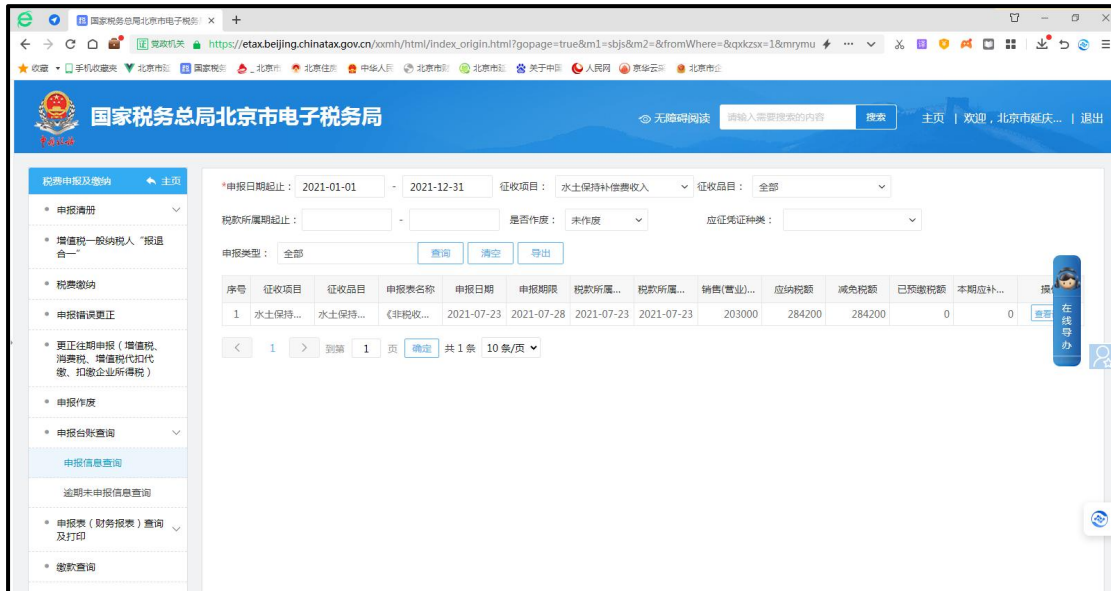 国家税务总局北京市电子税务
证 党政机关 https://etax.beijing.chinatax.gov.cn/xxmh/html/index_origin.html?gopage=true&m1=sbjs&m2=&fromWhere=&qxkzsx=1&mrymu
收藏 手机收藏夹 北京市 国家税务 北京市 北京住房 中华人民 北京市 北京市 关于中国 人民网 京华云 北京市企
国家税务总局北京市电子税务局
无障碍阅读 请输入需要搜索的内容 搜索 主页 | 欢迎，北京市延庆... | 退出
税费申报及缴纳 主页
申报清册
增值税一般纳税人“报退合一”
税费缴纳
申报错误更正
更正往期申报（增值税、
消费税、增值税代扣代
缴、扣缴企业所得税）
申报作废
申报台账查询
申报信息查询
逾期未申报信息查询
申报表（财务报表）查询
及打印
缴款查询
*申报日期起止： 2021-01-01 - 2021-12-31 征收项目： 水土保持补偿费收入 征收品目： 全部
税款所属期起止： - 是否作废： 未作废 应征凭证种类：
申报类型： 全部 查询 清空 导出
序号 征收项目 征收品目 申报表名称 申报日期 申报期限 税款所属... 税款所属... 销售(营业)... 应纳税额 减免税额 已预缴税额 本期应补... 操
1 水土保持... 水土保持... 《非税收... 2021-07-23 2021-07-28 2021-07-23 2021-07-23 203000 284200 284200 0 0 查看
< 1 > 到第 1 页 确定 共 1 条 10 条/页
在线导办